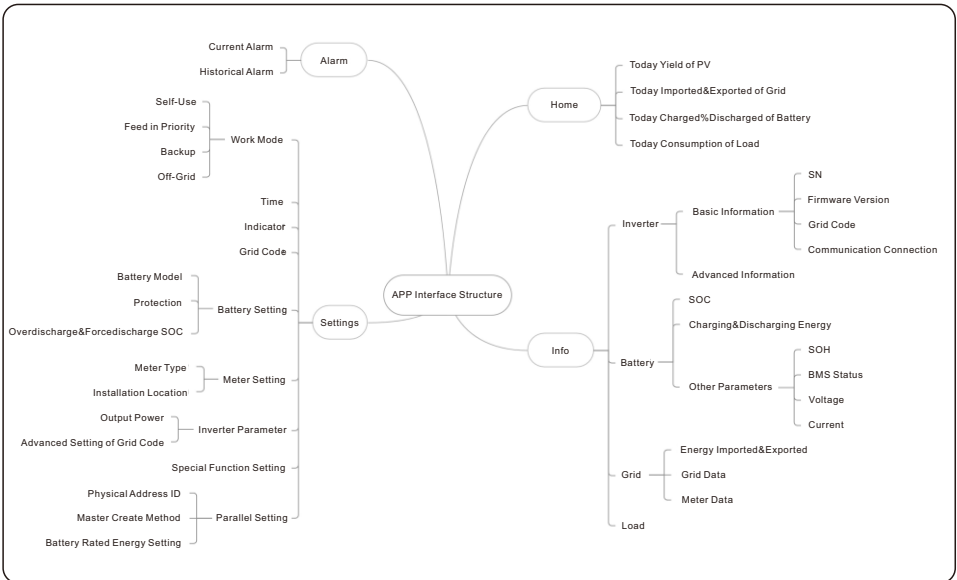 Alarm
Current Alarm
Historical Alarm
Home
Today Yield of PV
Today Imported&Exported of Grid
Today Charged%Discharged of Battery
Today Consumption of Load
APP Interface Structure
Settings
Work Mode
Self-Use
Feed in Priority
Backup
Off-Grid
Time
Indicator
Grid Code
Battery Setting
Battery Model
Protection
Overdischarge&Forcedischarge SOC
Meter Setting
Meter Type
Installation Location
Inverter Parameter
Output Power
Advanced Setting of Grid Code
Special Function Setting
Parallel Setting
Physical Address ID
Master Create Method
Battery Rated Energy Setting
Info
Inverter
Basic Information
SN
Firmware Version
Grid Code
Communication Connection
Advanced Information
Battery
SOC
Charging&Discharging Energy
Other Parameters
SOH
BMS Status
Voltage
Current
Grid
Energy Imported&Exported
Grid Data
Meter Data
Load